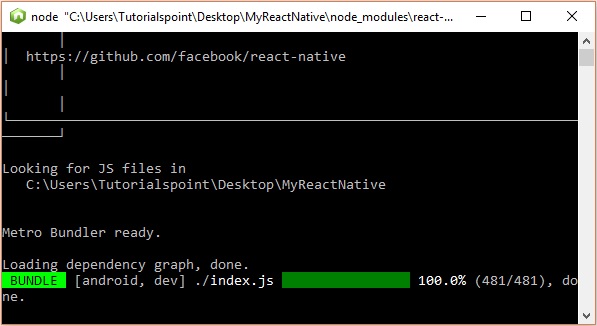 node "C:\Users\Tutorialspoint\Desktop\MyReactNative\node_modules\react-...
https://github.com/facebook/react-native
Looking for JS files in
C:\Users\Tutorialspoint\Desktop\MyReactNative
Metro Bundler ready.
Loading dependency graph, done.
BUNDLE [android, dev] ./index.js 100.0% (481/481), do
ne.